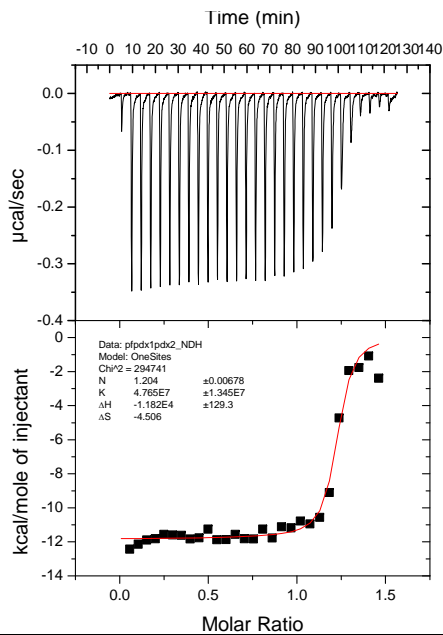 Time (min)
-10 0 10 20 30 40 50 60 70 80 90 100 110 120 130 140
0.0
-0.1
-0.2
-0.3
-0.4
µcal/sec
0
-2
-4
-6
-8
-10
-12
-14
kcal/mole of injectant
Data: pfpdx1pdx2_NDH
Model: OneSites
Chi^2 = 294741
N 1.204 ±0.00678
K 4.765E7 ±1.345E7
ΔH -1.182E4 ±129.3
ΔS -4.506
0.0 0.5 1.0 1.5
Molar Ratio